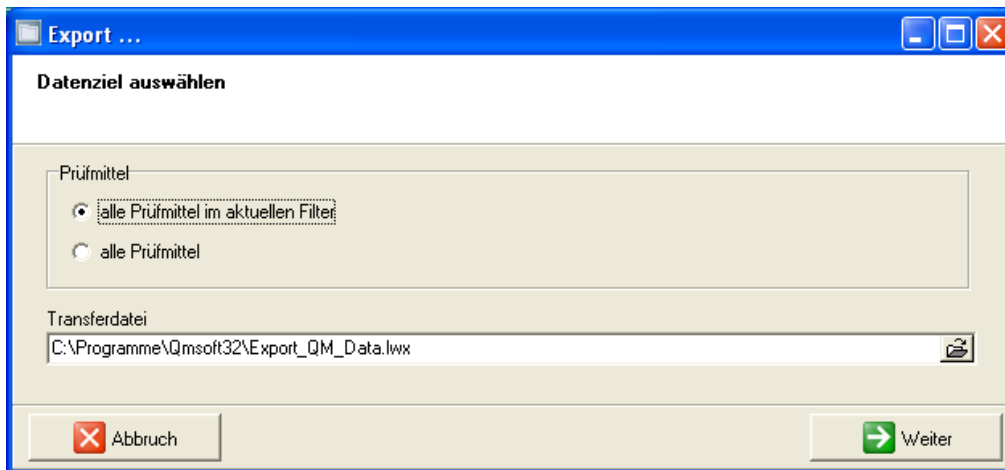 Export ...
Datenziel auswählen
Prüfmittel
alle Prüfmittel im aktuellen Filter
alle Prüfmittel
Transferdatei
C:\Programme\Qmsoft32\Export_QM_Data.lwx
Abbruch
Weiter